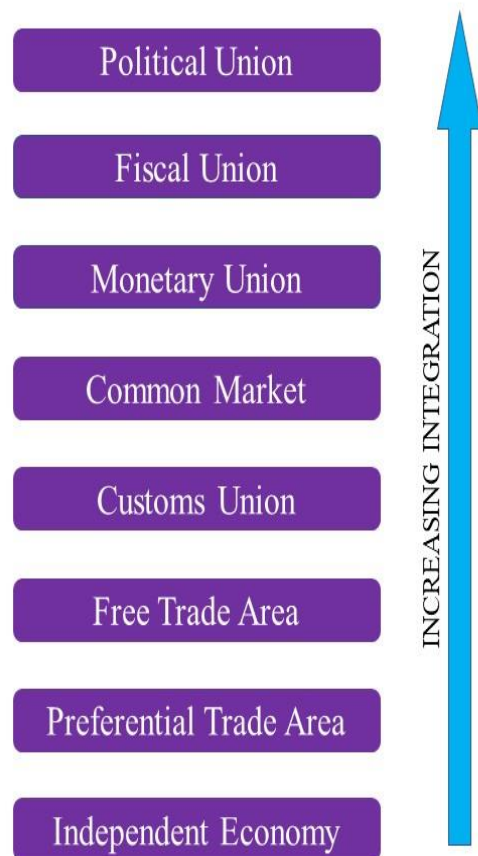 Political Union
Fiscal Union
Monetary Union
Common Market
Customs Union
Free Trade Area
Preferential Trade Area
Independent Economy
INCREASING INTEGRATION